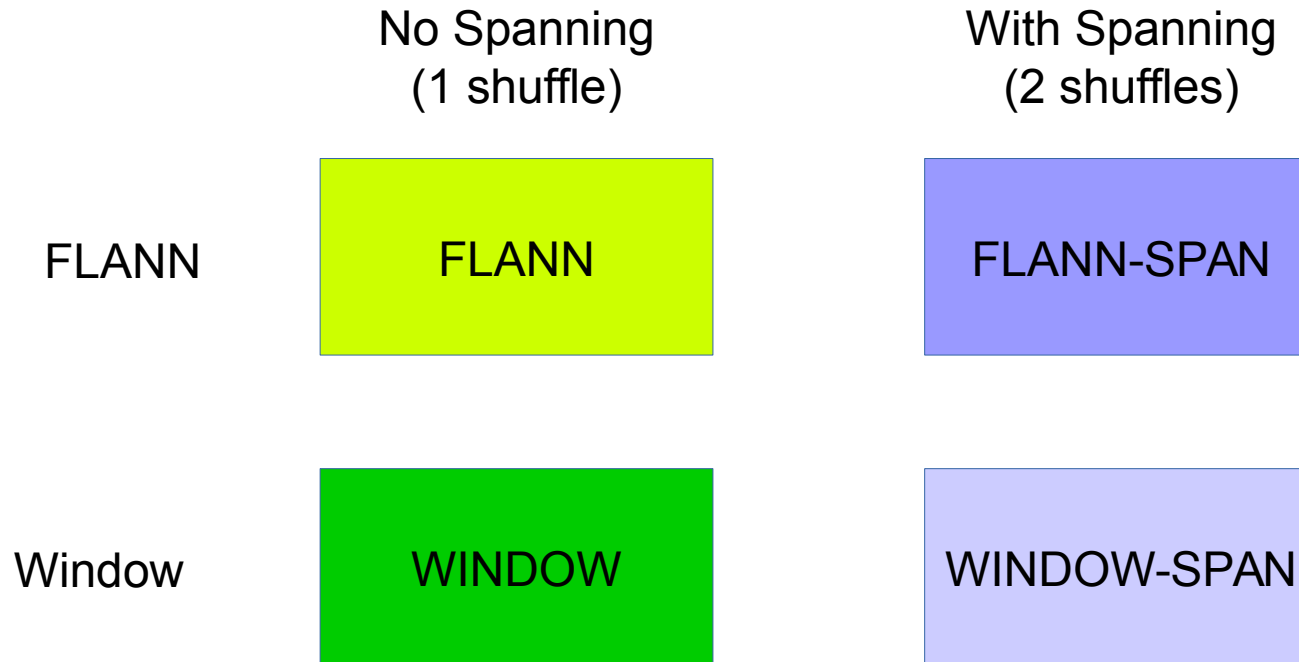 No Spanning
(1 shuffle)
With Spanning
(2 shuffles)
FLANN
FLANN
FLANN-SPAN
Window
WINDOW
WINDOW-SPAN